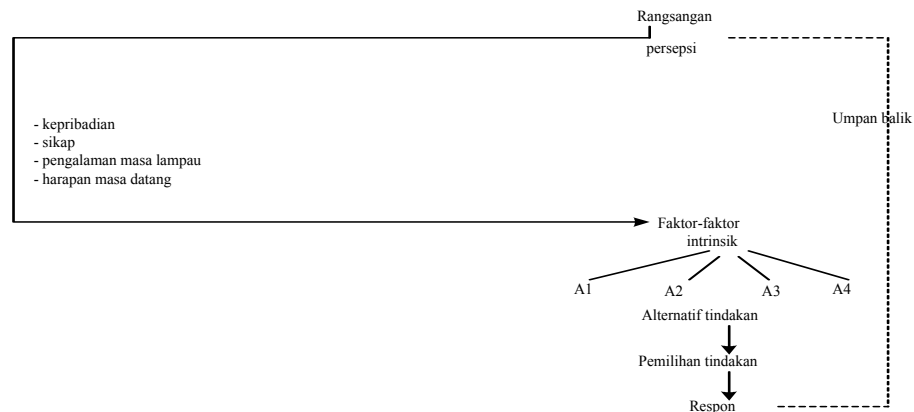 Rangsangan
persepsi
Umpan balik
- kepribadian
- sikap
- pengalaman masa lampau
- harapan masa datang
Faktor-faktor
intrinsik
A1 A2 A3 A4
Alternatif tindakan
Pemilihan tindakan
Respon